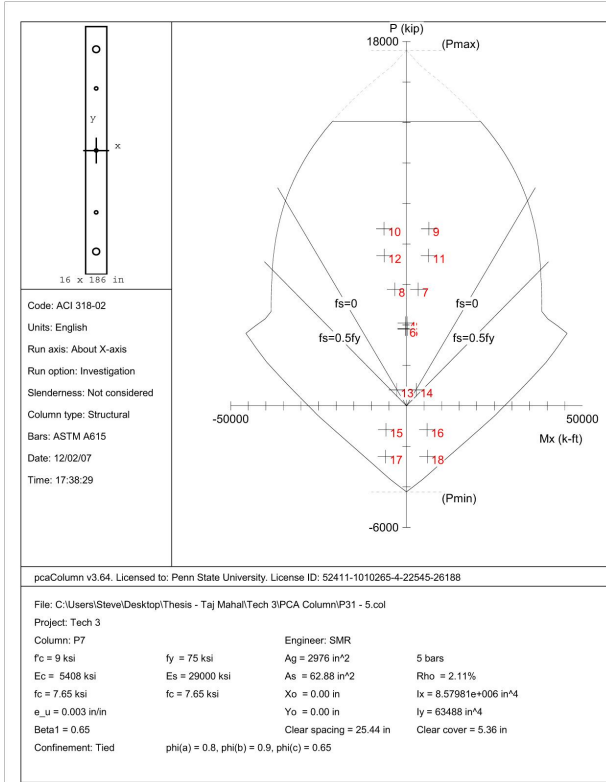 y
x
16 x 186 in
Code: ACI 318-02
Units: English
Run axis: About X-axis
Run option: Investigation
Slenderness: Not considered
Column type: Structural
Bars: ASTM A615
Date: 12/02/07
Time: 17:38:29
P (kip)
18000
(Pmax)
10
9
12
11
8
7
fs=0
fs=0
6
fs=0.5fy
fs=0.5fy
13
14
-50000
50000
Mx (k-ft)
15
16
17
18
(Pmin)
-6000
pcaColumn v3.64. Licensed to: Penn State University. License ID: 52411-1010265-4-22545-26188
File: C:\Users\Steve\Desktop\Thesis - Taj Mahal\Tech 3\PCA Column\P31 - 5.col
Project: Tech 3
Column: P7 Engineer: SMR
f'c = 9 ksi fy = 75 ksi Ag = 2976 in^2 5 bars
Ec = 5408 ksi Es = 29000 ksi As = 62.88 in^2 Rho = 2.11%
fc = 7.65 ksi fc = 7.65 ksi Xo = 0.00 in Ix = 8.57981e+006 in^4
e_u = 0.003 in/in Yo = 0.00 in Iy = 63488 in^4
Beta1 = 0.65 Clear spacing = 25.44 in Clear cover = 5.36 in
Confinement: Tied phi(a) = 0.8, phi(b) = 0.9, phi(c) = 0.65